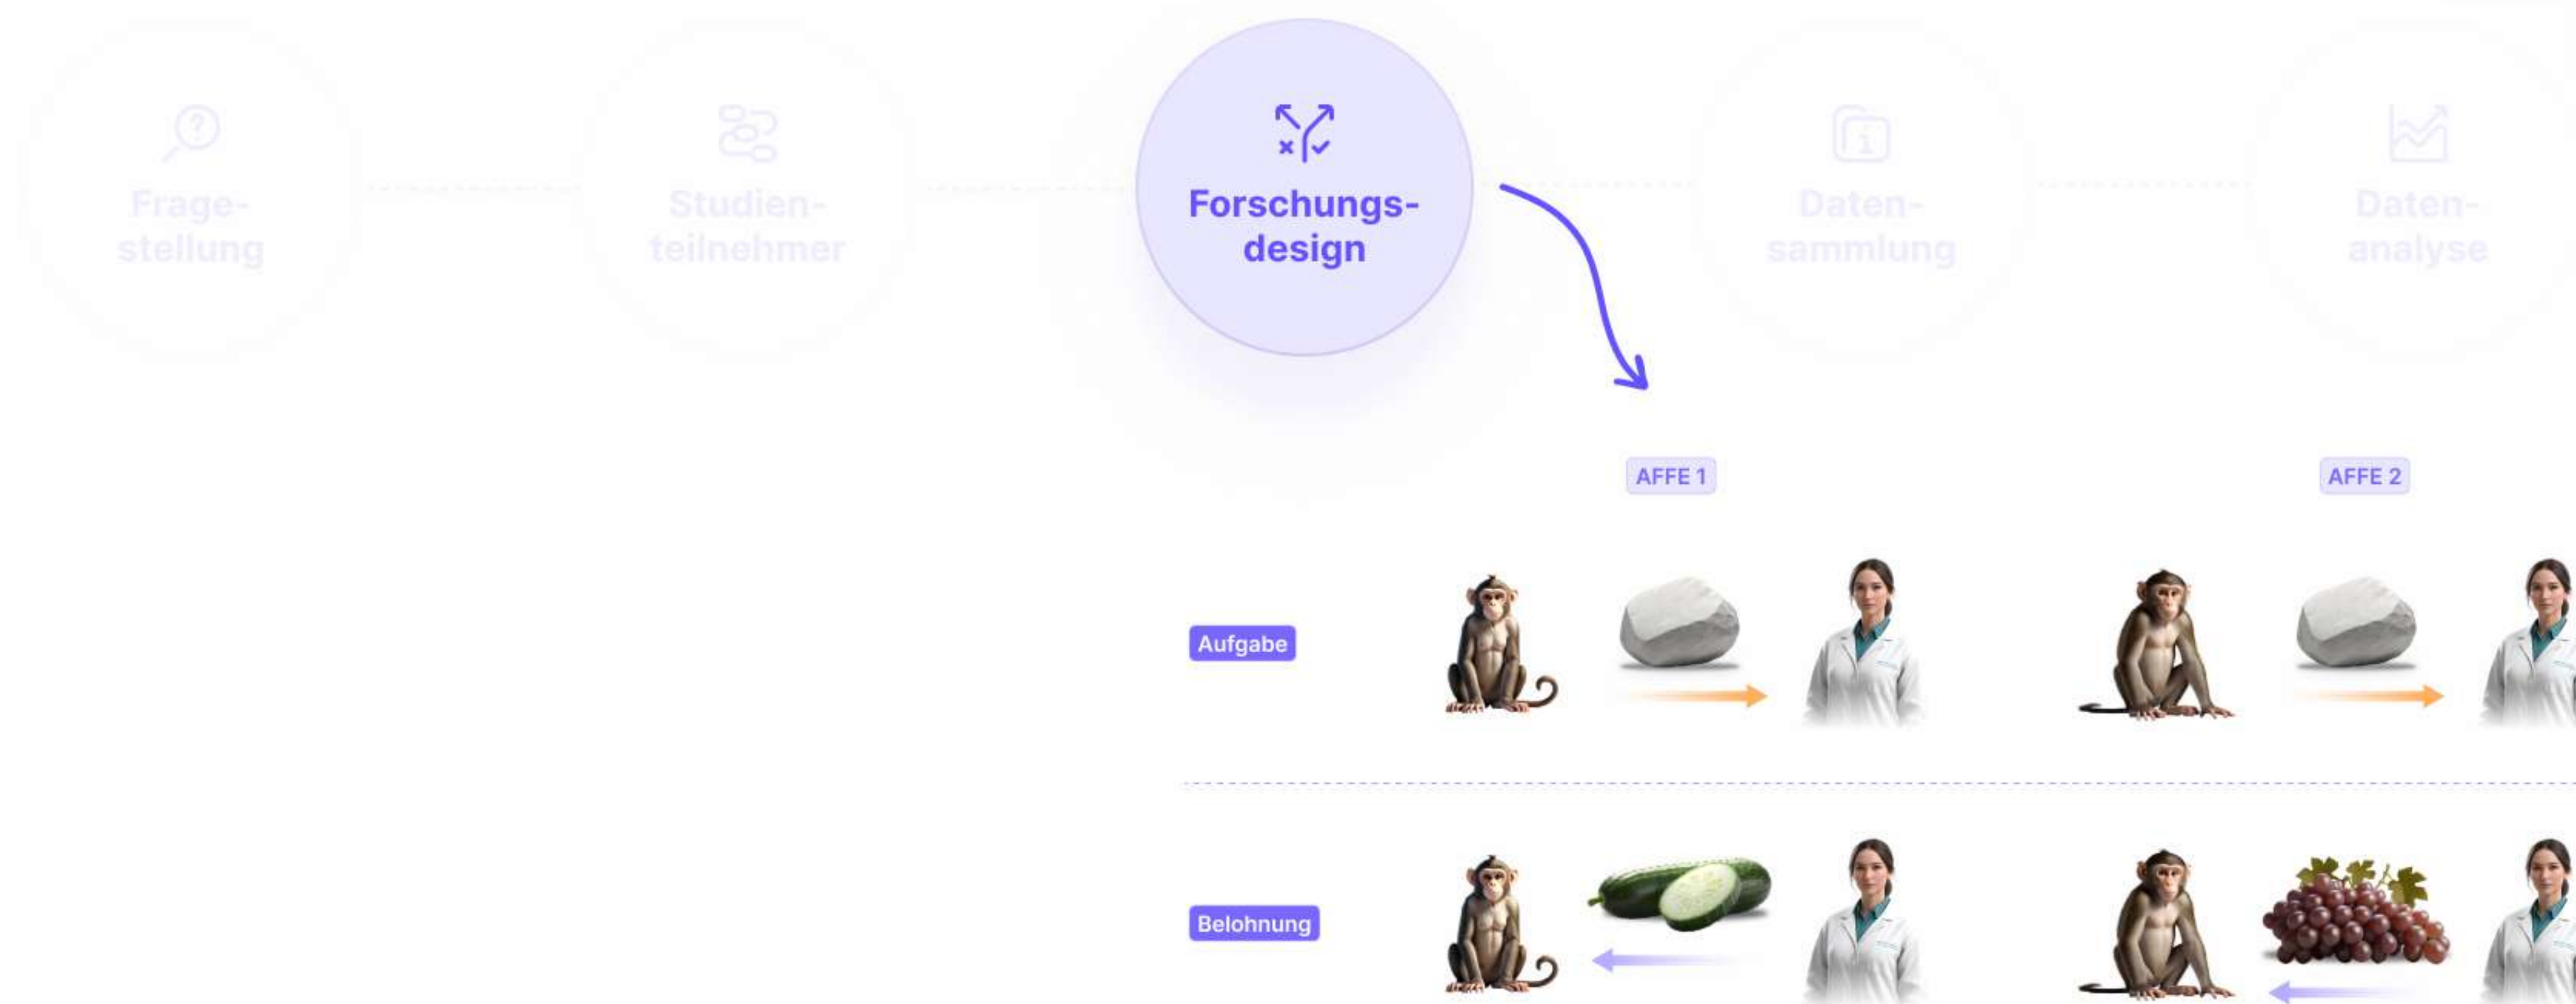 Frage-
stellung
Studien-
teilnehmer
Forschungs-
design
Daten-
sammlung
Daten-
analyse
AFFE 1
AFFE 2
Aufgabe
Belohnung